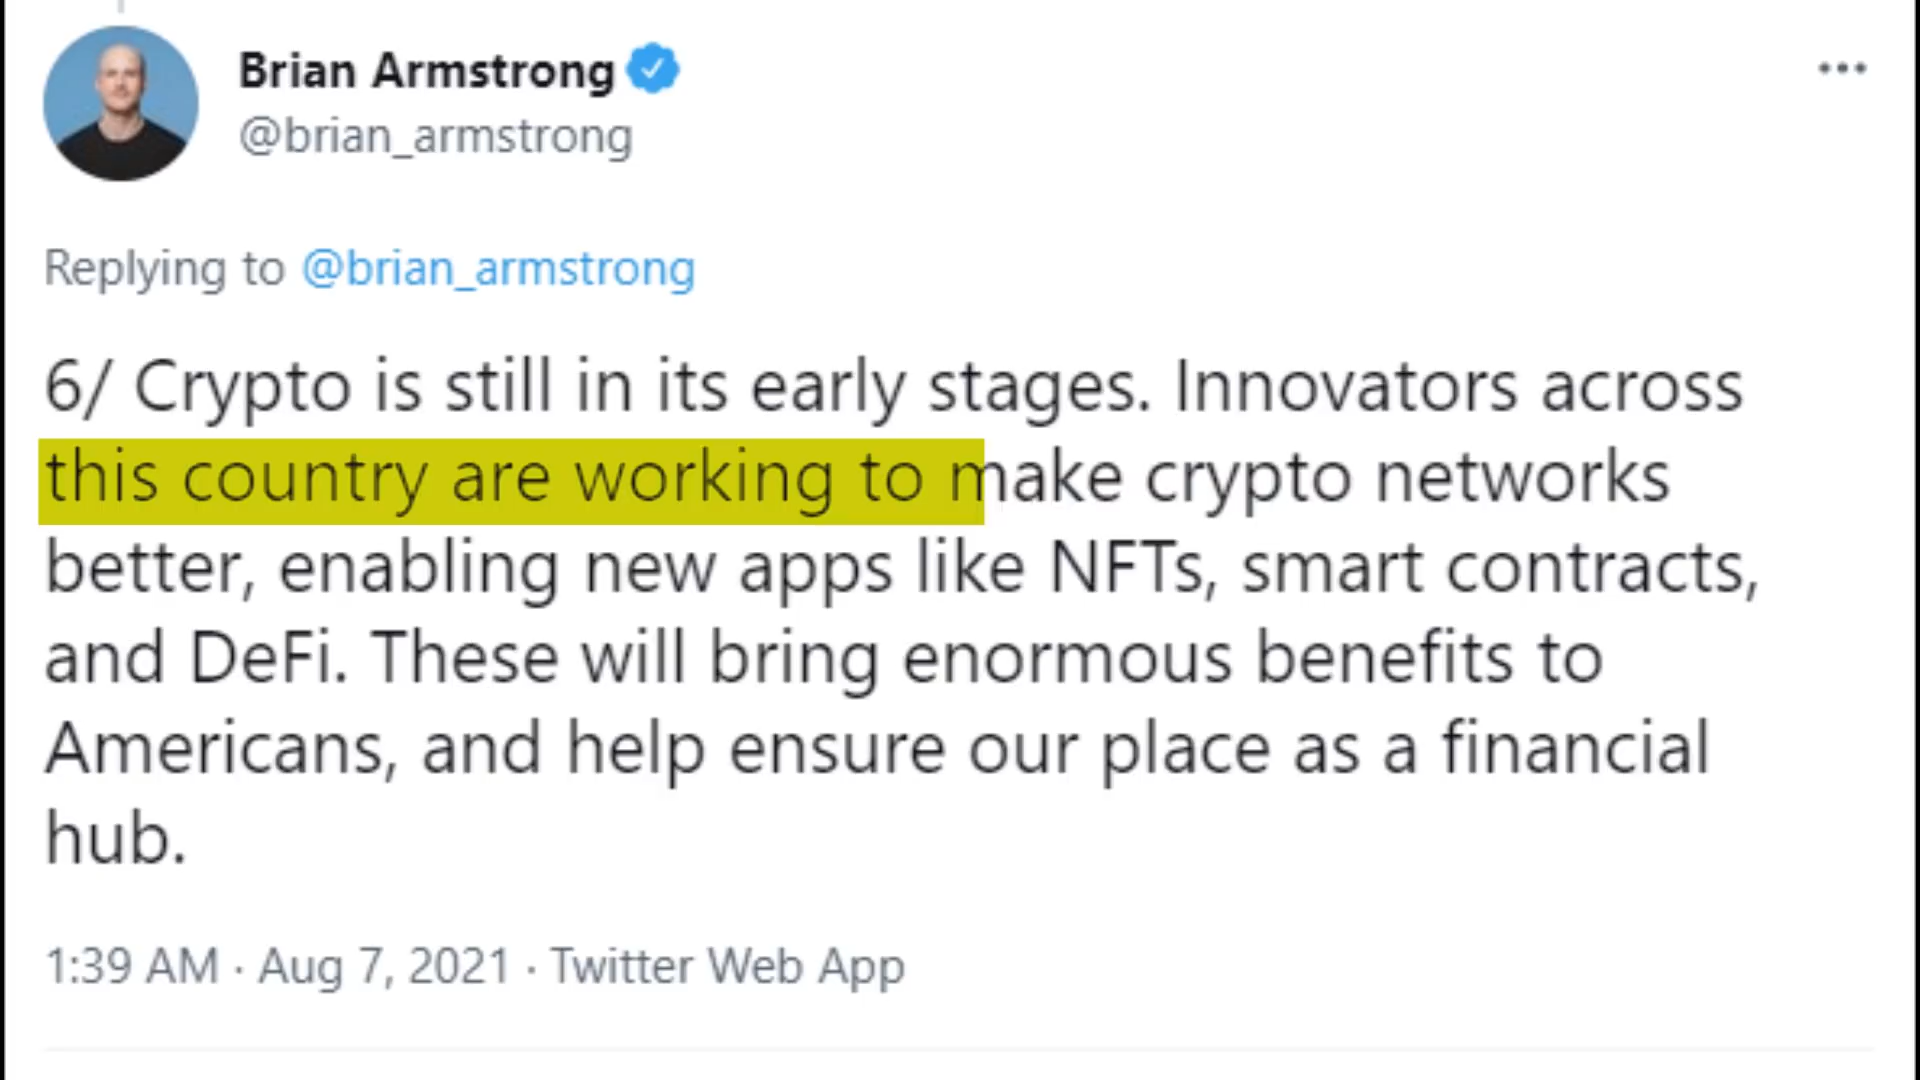 Brian Armstrong
@brian_armstrong
Replying to @brian_armstrong
6/ Crypto is still in its early stages. Innovators across
this country are working to make crypto networks
better, enabling new apps like NFTs, smart contracts,
and DeFi. These will bring enormous benefits to
Americans, and help ensure our place as a financial
hub.
1:39 AM · Aug 7, 2021 · Twitter Web App